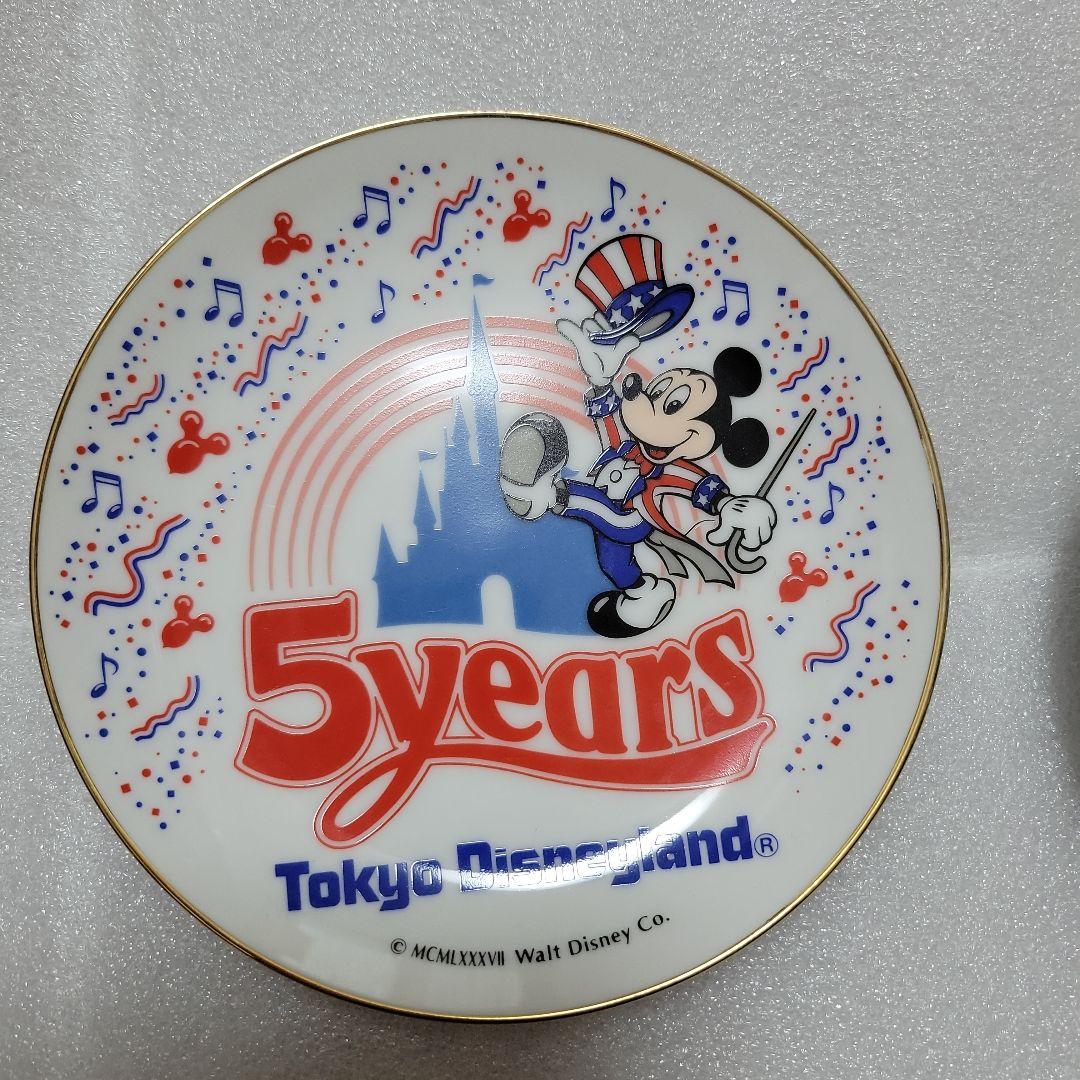 5years
Tokyo Disneyland®
© MCMLXXXVII Walt Disney Co.